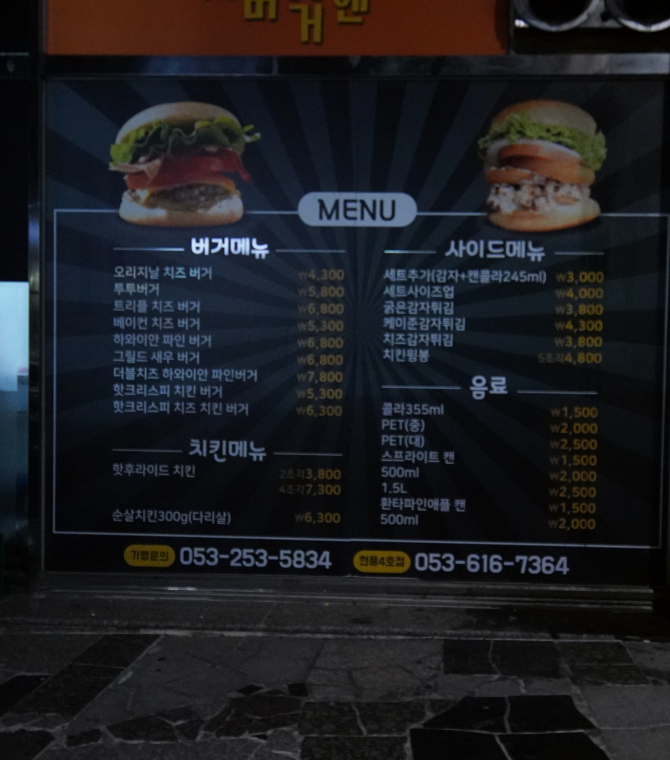 버거앤
MENU
버거메뉴
오리지날 치즈 버거 ₩4,300
투투버거 ₩5,800
트리플 치즈 버거 ₩6,800
베이컨 치즈 버거 ₩5,300
하와이안 파인 버거 ₩6,800
그릴드 새우 버거 ₩6,800
더블치즈 하와이안 파인버거 ₩7,800
핫크리스피 치킨 버거 ₩5,300
핫크리스피 치즈 치킨 버거 ₩6,300
치킨메뉴
핫후라이드 치킨 2조각3,800
4조각7,300
순살치킨300g(다리살) ₩6,300
사이드메뉴
세트추가(감자+캔콜라245ml) ₩3,000
세트사이즈업 ₩4,000
굵은감자튀김 ₩3,800
케이준감자튀김 ₩4,300
치즈감자튀김 ₩3,800
치킨윙봉 5조각4,800
음료
콜라355ml ₩1,500
PET(중) ₩2,000
PET(대) ₩2,500
스프라이트 캔 ₩1,500
500ml ₩2,000
1.5L ₩2,500
환타파인애플 캔 ₩1,500
500ml ₩2,000
가맹문의 053-253-5834 현풍4호점 053-616-7364